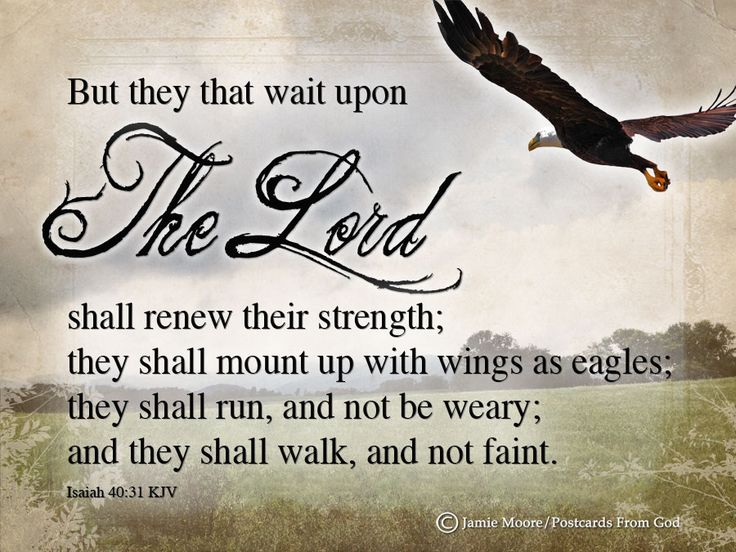 But they that wait upon
The Lord
shall renew their strength;
they shall mount up with wings as eagles;
they shall run, and not be weary;
and they shall walk, and not faint.
Isaiah 40:31 KJV
© Jamie Moore/Postcards From God